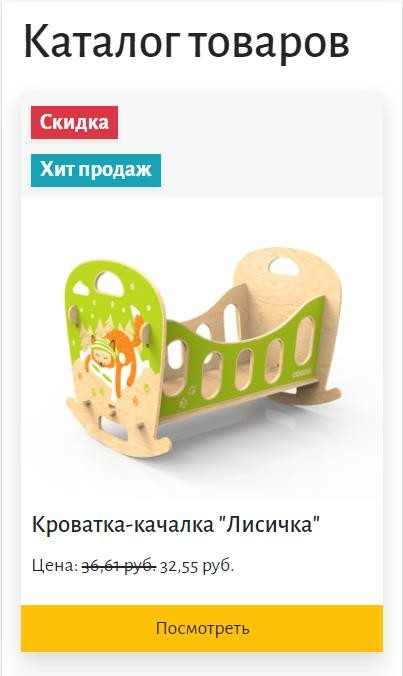 Каталог товаров
Скидка
Хит продаж
Кроватка-качалка "Лисичка"
Цена: 36,61 руб. 32,55 руб.
Посмотреть